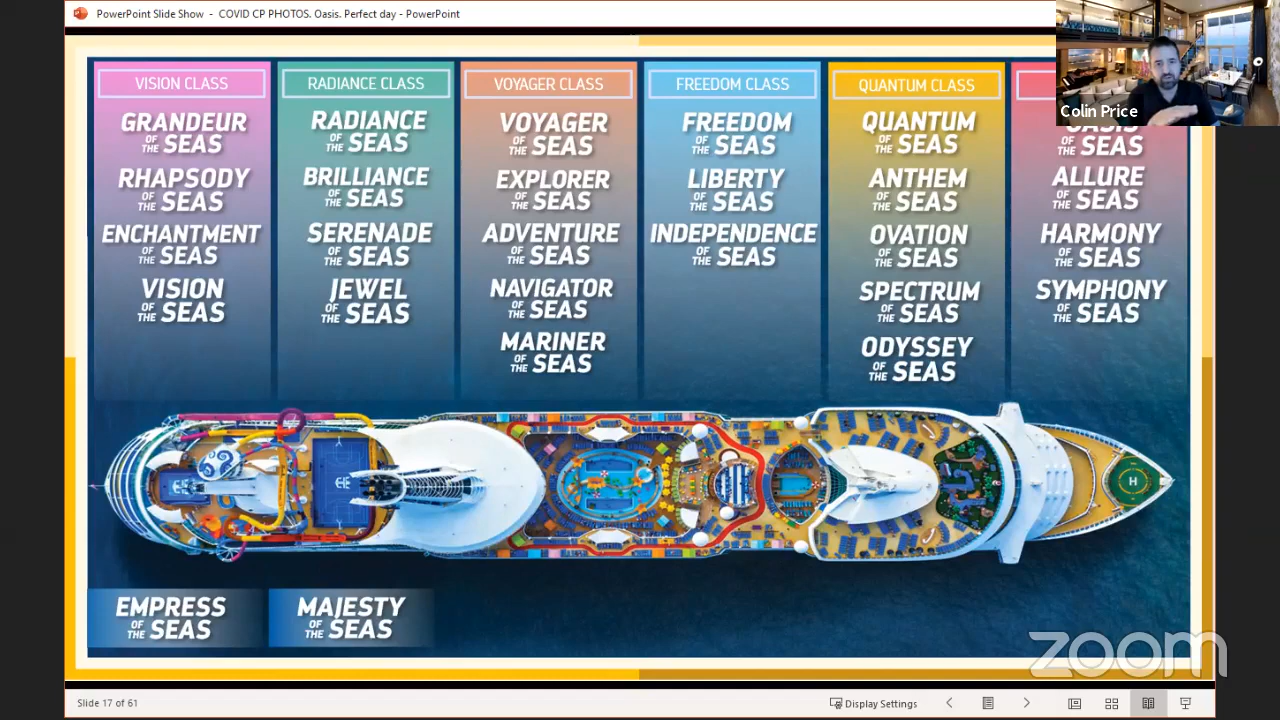 PowerPoint Slide Show - COVID CP PHOTOS. Oasis. Perfect day - PowerPoint
Colin Price
VISION CLASS
GRANDEUR
OF THE SEAS
RHAPSODY
OF THE SEAS
ENCHANTMENT
OF THE SEAS
VISION
OF THE SEAS
RADIANCE CLASS
RADIANCE
OF THE SEAS
BRILLIANCE
OF THE SEAS
SERENADE
OF THE SEAS
JEWEL
OF THE SEAS
VOYAGER CLASS
VOYAGER
OF THE SEAS
EXPLORER
OF THE SEAS
ADVENTURE
OF THE SEAS
NAVIGATOR
OF THE SEAS
MARINER
OF THE SEAS
FREEDOM CLASS
FREEDOM
OF THE SEAS
LIBERTY
OF THE SEAS
INDEPENDENCE
OF THE SEAS
QUANTUM CLASS
QUANTUM
OF THE SEAS
ANTHEM
OF THE SEAS
OVATION
OF THE SEAS
SPECTRUM
OF THE SEAS
ODYSSEY
OF THE SEAS
OASIS
OF THE SEAS
ALLURE
OF THE SEAS
HARMONY
OF THE SEAS
SYMPHONY
OF THE SEAS
H
EMPRESS
OF THE SEAS
MAJESTY
OF THE SEAS
zoom
Slide 17 of 61
Display Settings